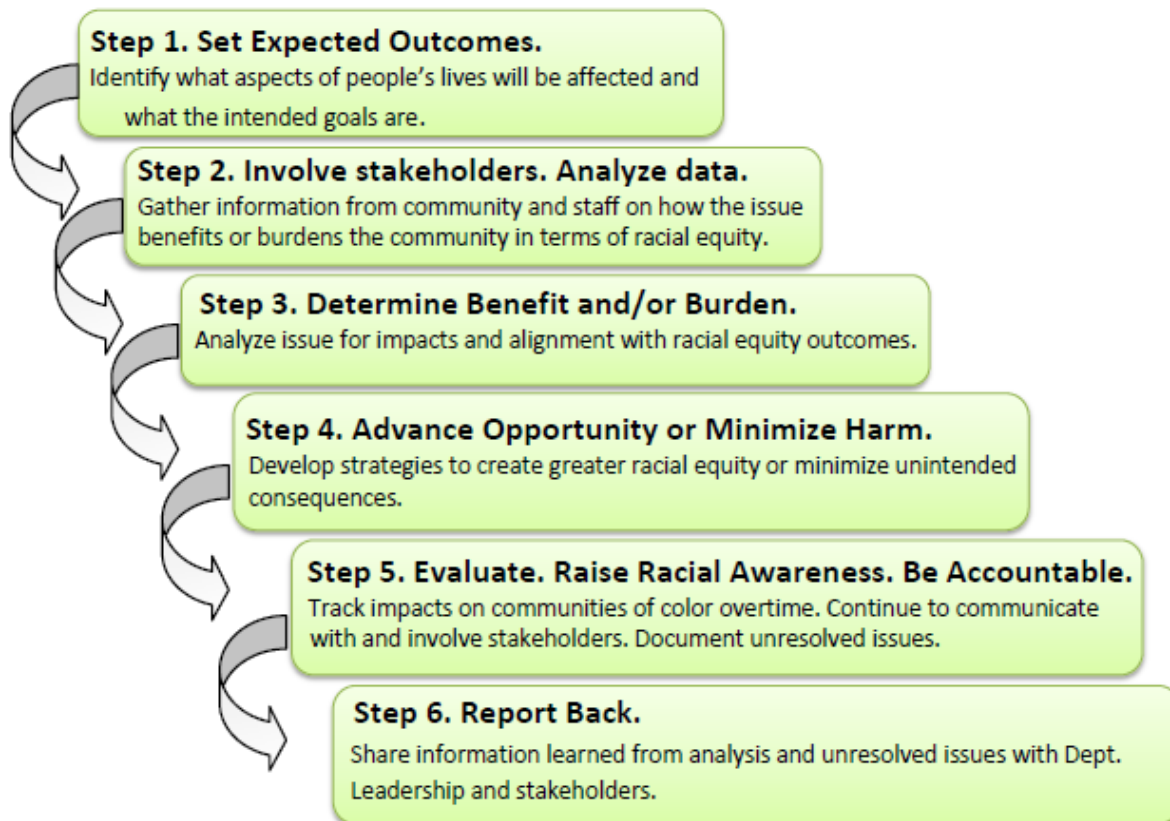 Step 1. Set Expected Outcomes.
Identify what aspects of people's lives will be affected and
what the intended goals are.
Step 2. Involve stakeholders. Analyze data.
Gather information from community and staff on how the issue
benefits or burdens the community in terms of racial equity.
Step 3. Determine Benefit and/or Burden.
Analyze issue for impacts and alignment with racial equity outcomes.
Step 4. Advance Opportunity or Minimize Harm.
Develop strategies to create greater racial equity or minimize unintended
consequences.
Step 5. Evaluate. Raise Racial Awareness. Be Accountable.
Track impacts on communities of color overtime. Continue to communicate
with and involve stakeholders. Document unresolved issues.
Step 6. Report Back.
Share information learned from analysis and unresolved issues with Dept.
Leadership and stakeholders.